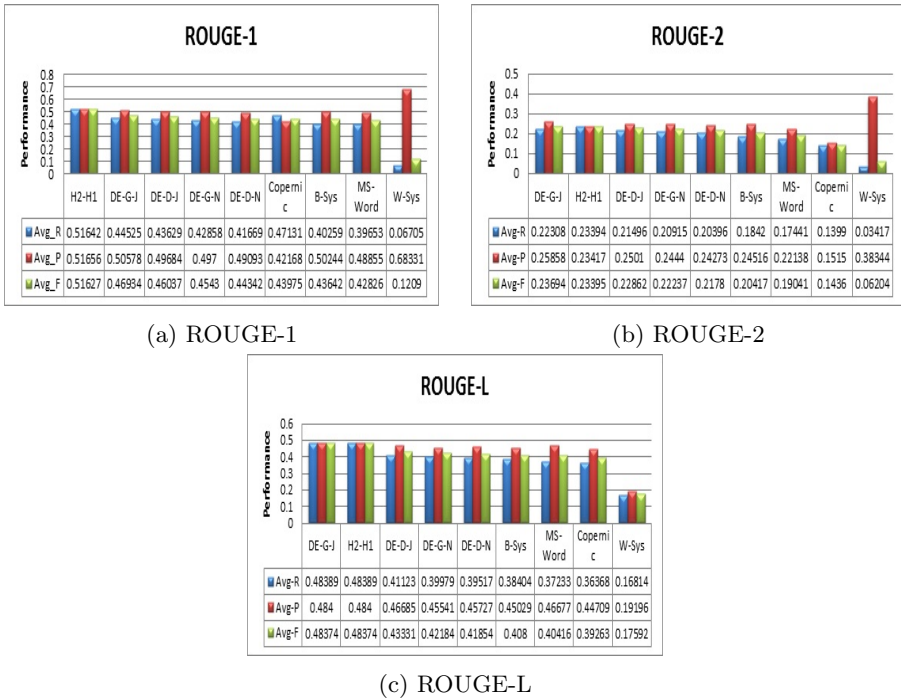 ROUGE-1
Performance
0.8
0.7
0.6
0.5
0.4
0.3
0.2
0.1
0
H2-H1 DE-G-J DE-D-J DE-G-N DE-D-N Coperni c B-Sys MS- Word W-Sys
Avg_R 0.51642 0.44525 0.43629 0.42858 0.41669 0.47131 0.40259 0.39653 0.06705
Avg_P 0.51656 0.50578 0.49684 0.497 0.49093 0.42168 0.50244 0.48855 0.68331
Avg_F 0.51627 0.46934 0.46037 0.4543 0.44342 0.43975 0.43642 0.42826 0.1209
(a) ROUGE-1
ROUGE-2
Performance
0.5
0.4
0.3
0.2
0.1
0
DE-G-J H2-H1 DE-D-J DE-G-N DE-D-N B-Sys MS- Word Coperni c W-Sys
Avg-R 0.22308 0.23394 0.21496 0.20915 0.20396 0.1842 0.17441 0.1399 0.03417
Avg-P 0.25858 0.23417 0.2501 0.2444 0.24273 0.24516 0.22138 0.1515 0.38344
Avg-F 0.23694 0.23395 0.22862 0.22237 0.2178 0.20417 0.19041 0.1436 0.06204
(b) ROUGE-2
ROUGE-L
Performance
0.6
0.5
0.4
0.3
0.2
0.1
0
DE-G-J H2-H1 DE-D-J DE-G-N DE-D-N B-Sys MS- Word Coperni c W-Sys
Avg-R 0.48389 0.48389 0.41123 0.39979 0.39517 0.38404 0.37233 0.36368 0.16814
Avg-P 0.484 0.484 0.46685 0.45541 0.45727 0.45029 0.46677 0.44709 0.19196
Avg-F 0.48374 0.48374 0.43331 0.42184 0.41854 0.408 0.40416 0.39263 0.17592
(c) ROUGE-L